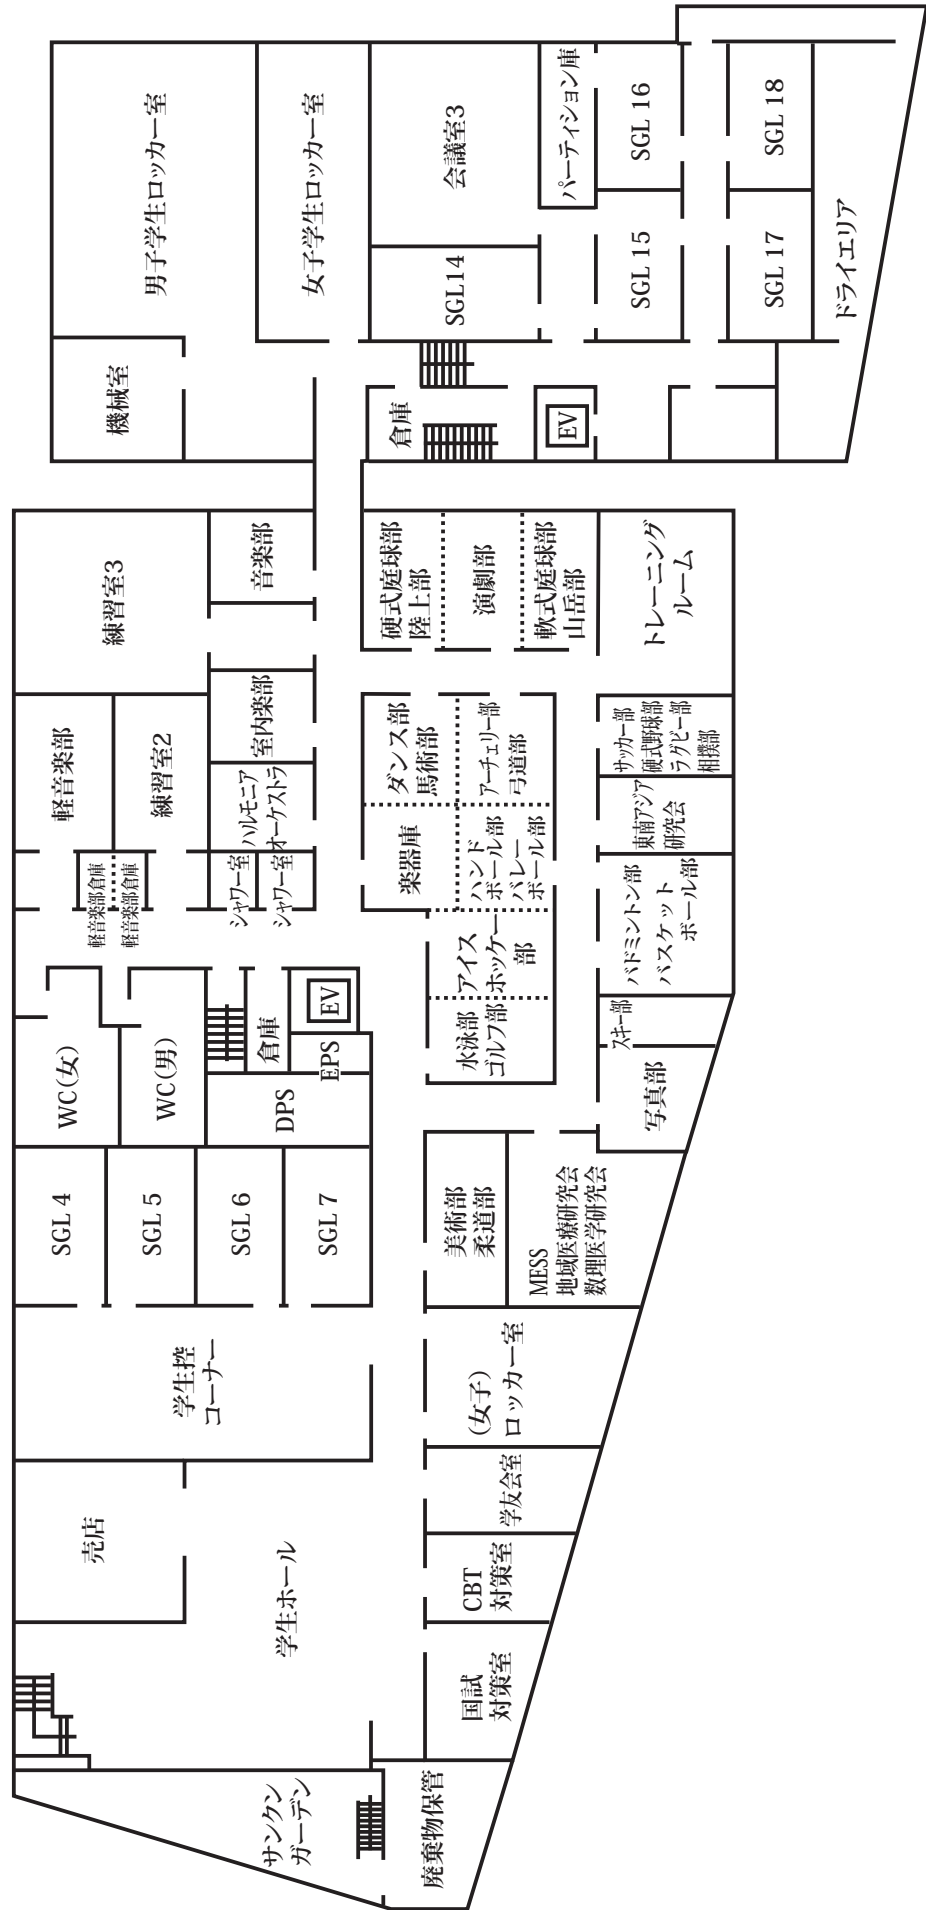 機械室
男子学生ロッカー室
女子学生ロッカー室
会議室3
SGL14
パーティション庫
SGL 15
SGL 16
SGL 17
SGL 18
ドライエリア
倉庫
EV
練習室3
音楽部
軽音楽部
練習室2
室内楽部
ハルモニア
オーケストラ
軽音楽部倉庫
軽音楽部倉庫
シャワー室
シャワー室
硬式庭球部
陸上部
演劇部
軟式庭球部
山岳部
トレーニング
ルーム
ダンス部
馬術部
アーチェリー部
弓道部
楽器庫
ハンド
ボール部
バレー
ボール部
アイス
ホッケー
部
水泳部
ゴルフ部
サッカー部
硬式野球部
ラグビー部
相撲部
東南アジア
研究会
バドミントン部
バスケット
ボール部
スキー部
写真部
WC(女)
WC(男)
倉庫
EV
EPS
DPS
SGL 4
SGL 5
SGL 6
SGL 7
美術部
柔道部
MESS
地域医療研究会
数理医学研究会
学生控
コーナー
(女子)
ロッカー室
学友会室
CBT
対策室
国試
対策室
売店
学生ホール
サンクン
ガーデン
廃棄物保管